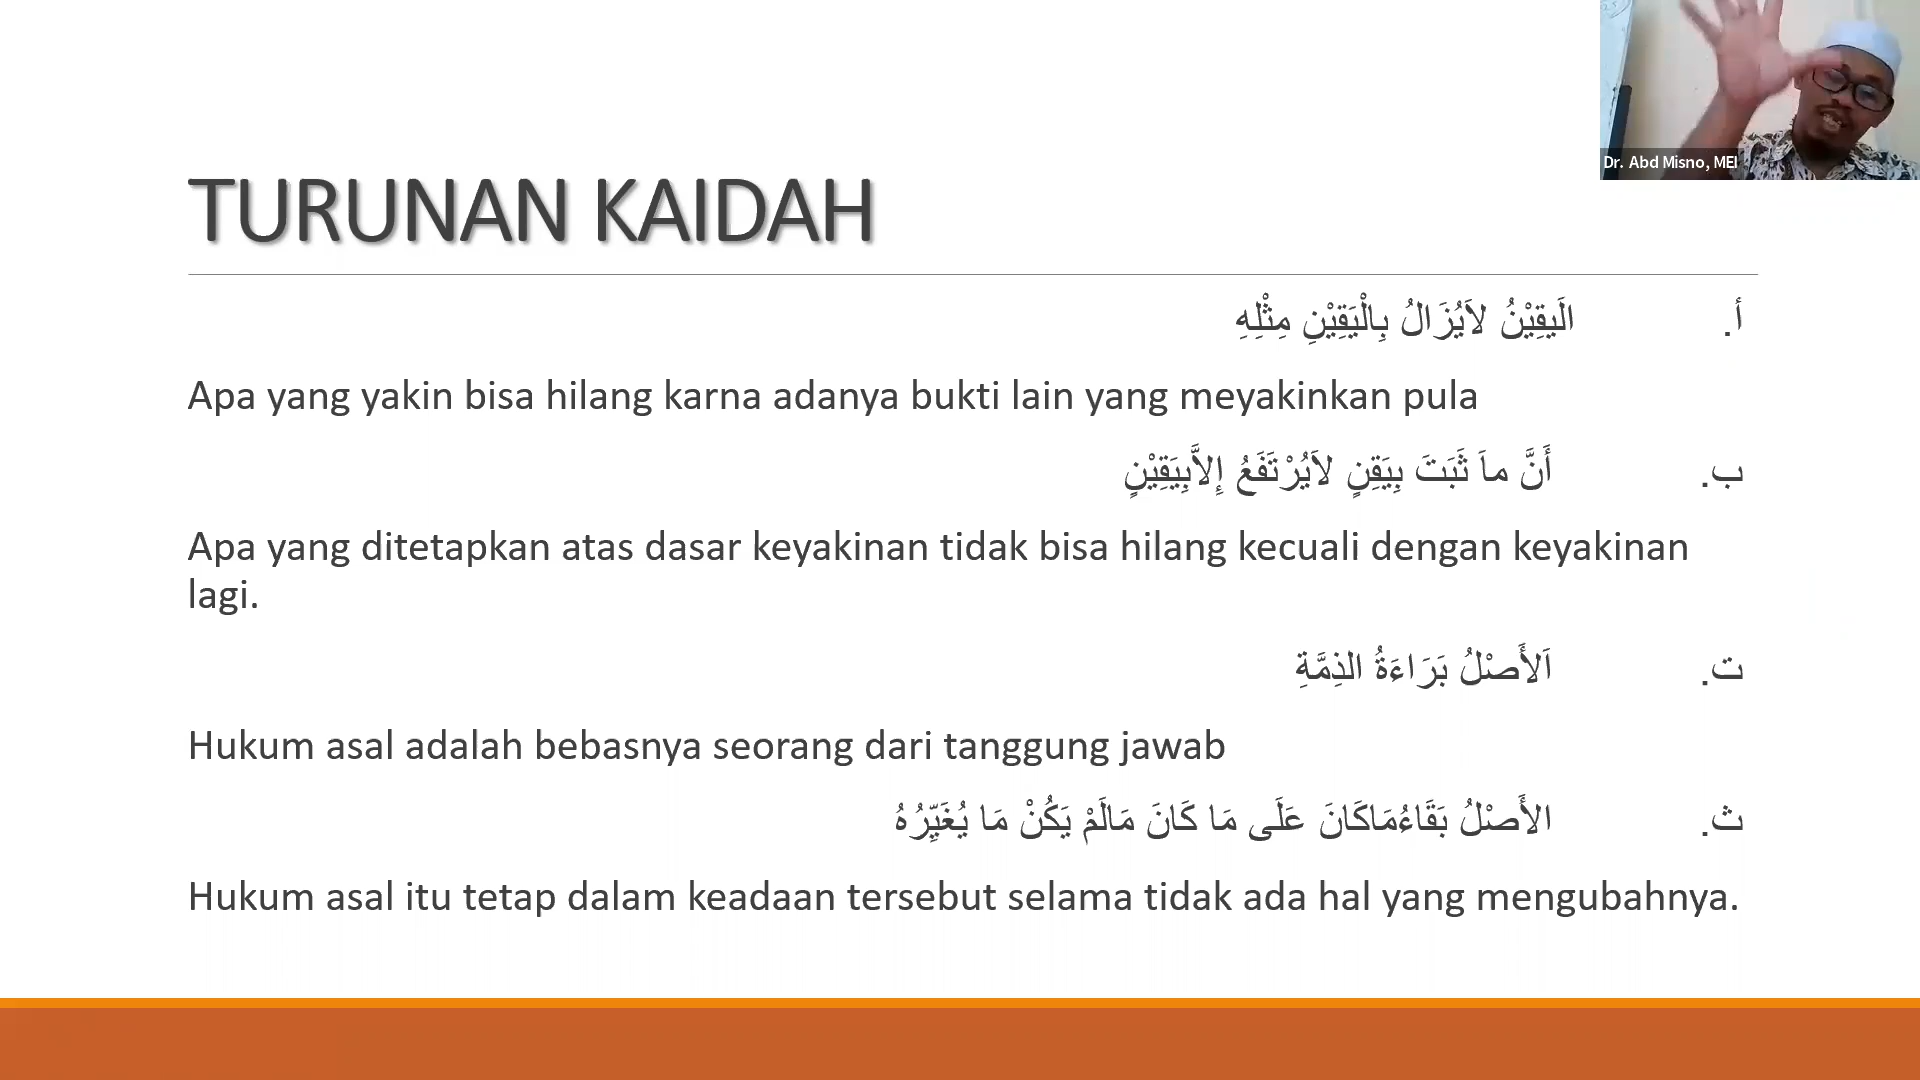 Dr. Abd Misno, MEI
TURUNAN KAIDAH
أ. الَيقِيْنُ لاَيُزَالُ بِالْيَقِيْنِ مِثْلِهِ
Apa yang yakin bisa hilang karna adanya bukti lain yang meyakinkan pula
ب. أَنَّ ماَ ثَبَتَ بِيَقِنٍ لاَيُرْتَفَعُ إِلاَّبِيَقِيْنٍ
Apa yang ditetapkan atas dasar keyakinan tidak bisa hilang kecuali dengan keyakinan
lagi.
ت. اَلأَصْلُ بَرَاءَةُ الذِمَّةِ
Hukum asal adalah bebasnya seorang dari tanggung jawab
ث. الأَصْلُ بَقَاءُمَاكَانَ عَلَى مَا كَانَ مَالَمْ يَكُنْ مَا يُغَيِّرُهُ
Hukum asal itu tetap dalam keadaan tersebut selama tidak ada hal yang mengubahnya.